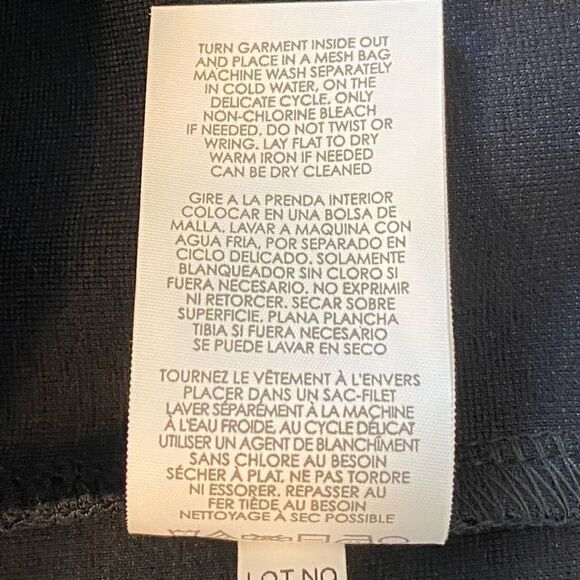 TURN GARMENT INSIDE OUT
AND PLACE IN A MESH BAG
MACHINE WASH SEPARATELY
IN COLD WATER, ON THE
DELICATE CYCLE. ONLY
NON-CHLORINE BLEACH
IF NEEDED. DO NOT TWIST OR
WRING. LAY FLAT TO DRY
WARM IRON IF NEEDED
CAN BE DRY CLEANED
GIRE A LA PRENDA INTERIOR
COLOCAR EN UNA BOLSA DE
MALLA. LAVAR A MAQUINA CON
AGUA FRIA, POR SEPARADO EN
CICLO DELICADO. SOLAMENTE
BLANQUEADOR SIN CLORO SI
FUERA NECESARIO. NO EXPRIMIR
NI RETORCER. SECAR SOBRE
SUPERFICIE. PLANA PLANCHA
TIBIA SI FUERA NECESARIO
SE PUEDE LAVAR EN SECO
TOURNEZ LE VÊTEMENT À L'ENVERS
PLACER DANS UN SAC-FILET
LAVER SÉPARÉMENT À LA MACHINE
À L'EAU FROIDE, AU CYCLE DÉLICAT
UTILISER UN AGENT DE BLANCHÎMENT
SANS CHLORE AU BESOIN
SÉCHER À PLAT, NE PAS TORDRE
NI ESSORER. REPASSER AU
FER TIÈDE AU BESOIN
NETTOYAGE À SEC POSSIBLE
LOT NO